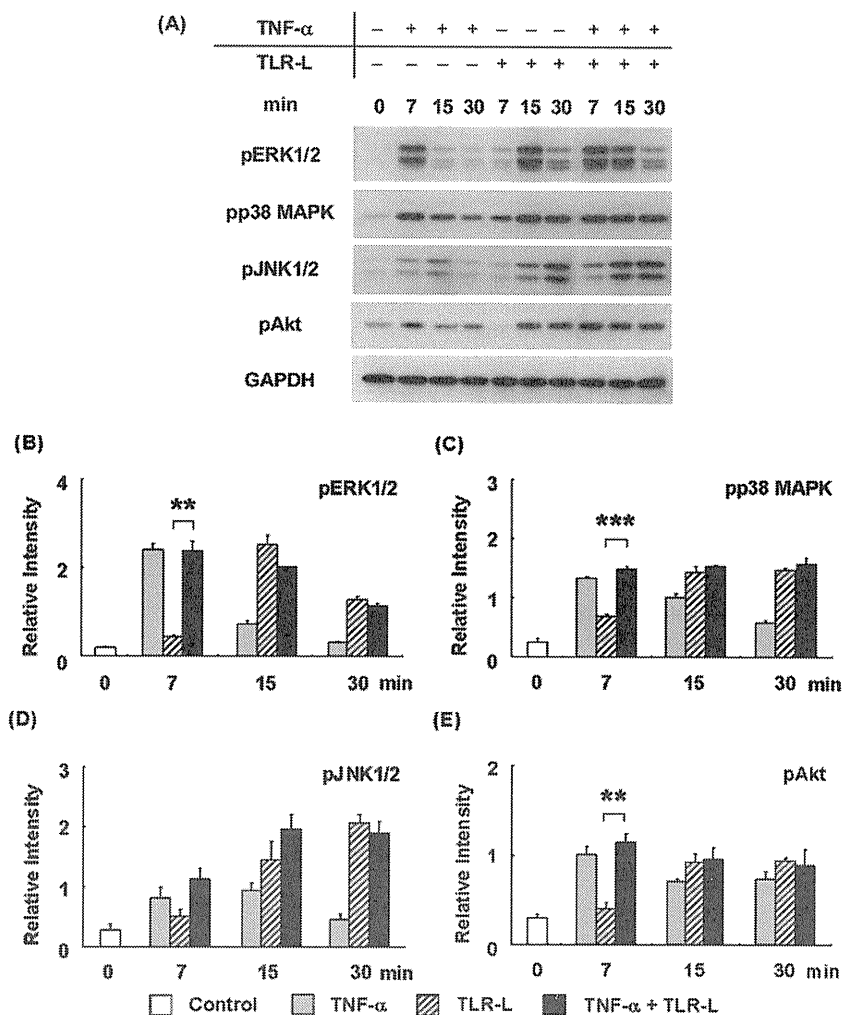 (A)
TNF-α – + + + – – – + + +
TLR-L – – – – + + + + + +
min 0 7 15 30 7 15 30 7 15 30
pERK1/2
pp38 MAPK
pJNK1/2
pAkt
GAPDH
(B)
pERK1/2
Relative Intensity
4
2
0
**
0 7 15 30 min
(C)
pp38 MAPK
Relative Intensity
3
2
1
0
***
0 7 15 30 min
(D)
pJNK1/2
Relative Intensity
3
2
1
0
0 7 15 30 min
(E)
pAkt
Relative Intensity
2
1
0
**
0 7 15 30 min
Control TNF-α TLR-L TNF-α + TLR-L